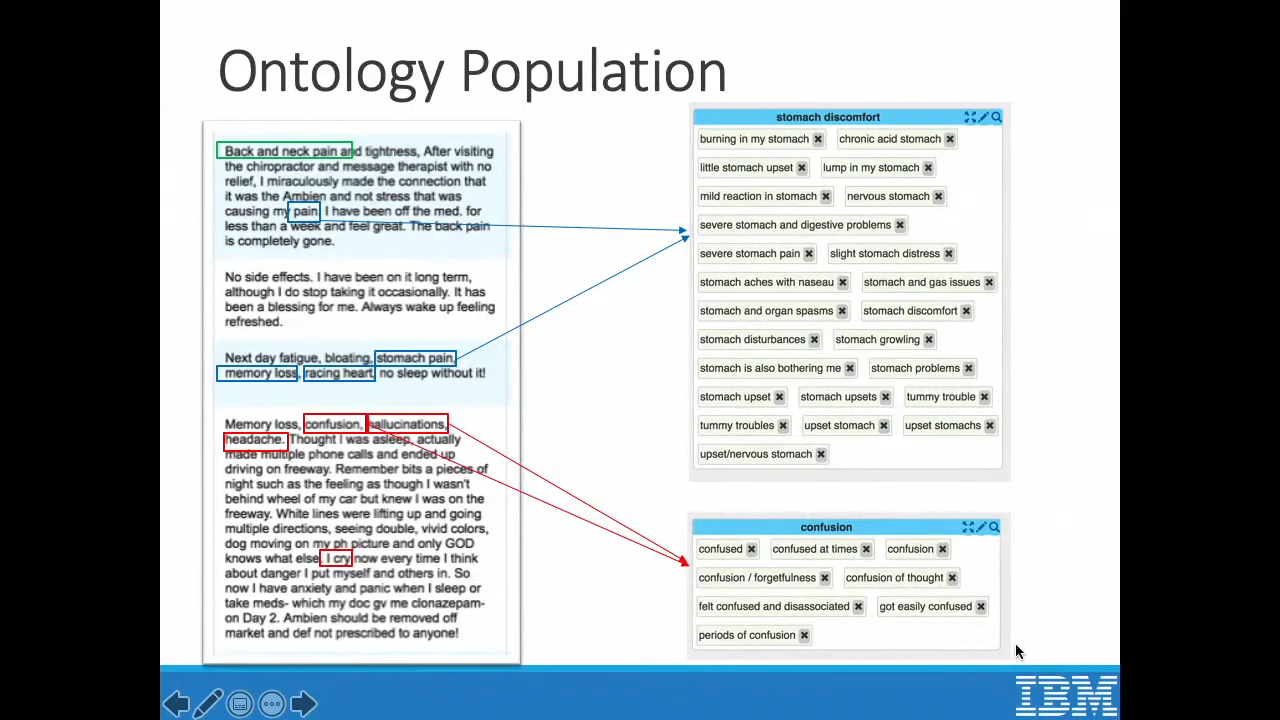 Ontology Population
Back and neck pain and tightness, After visiting
the chiropractor and message therapist with no
relief, I miraculously made the connection that
it was the Ambien and not stress that was
causing my pain. I have been off the med. for
less than a week and feel great. The back pain
is completely gone.
No side effects. I have been on it long term,
although I do stop taking it occasionally. It has
been a blessing for me. Always wake up feeling
refreshed.
Next day fatigue, bloating, stomach pain,
memory loss, racing heart, no sleep without it!
Memory loss, confusion, hallucinations,
headache. Thought I was asleep, actually
made multiple phone calls and ended up
driving on freeway. Remember bits a pieces of
night such as the feeling as though I wasn't
behind wheel of my car but knew I was on the
freeway. White lines were lifting up and going
multiple directions, seeing double, vivid colors,
dog moving on my ph picture and only GOD
knows what else. I cry now every time I think
about danger I put myself and others in. So
now I have anxiety and panic when I sleep or
take meds- which my doc gv me clonazepam-
on Day 2. Ambien should be removed off
market and def not prescribed to anyone!
stomach discomfort
burning in my stomach chronic acid stomach
little stomach upset lump in my stomach
mild reaction in stomach nervous stomach
severe stomach and digestive problems
severe stomach pain slight stomach distress
stomach aches with naseau stomach and gas issues
stomach and organ spasms stomach discomfort
stomach disturbances stomach growling
stomach is also bothering me stomach problems
stomach upset stomach upsets tummy trouble
tummy troubles upset stomach upset stomachs
upset/nervous stomach
confusion
confused confused at times confusion
confusion / forgetfulness confusion of thought
felt confused and disassociated got easily confused
periods of confusion
IBM